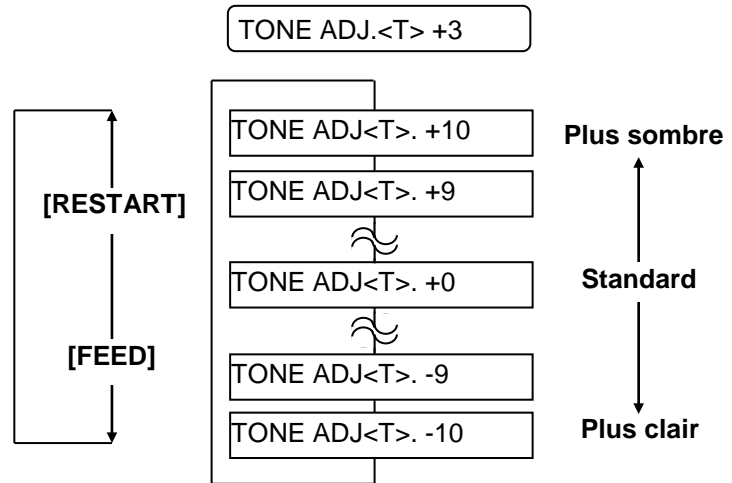 TONE ADJ.<T> +3
TONE ADJ<T>. +10
Plus sombre
[RESTART]
TONE ADJ<T>. +9
TONE ADJ<T>. +0
Standard
[FEED]
TONE ADJ<T>. -9
TONE ADJ<T>. -10
Plus clair